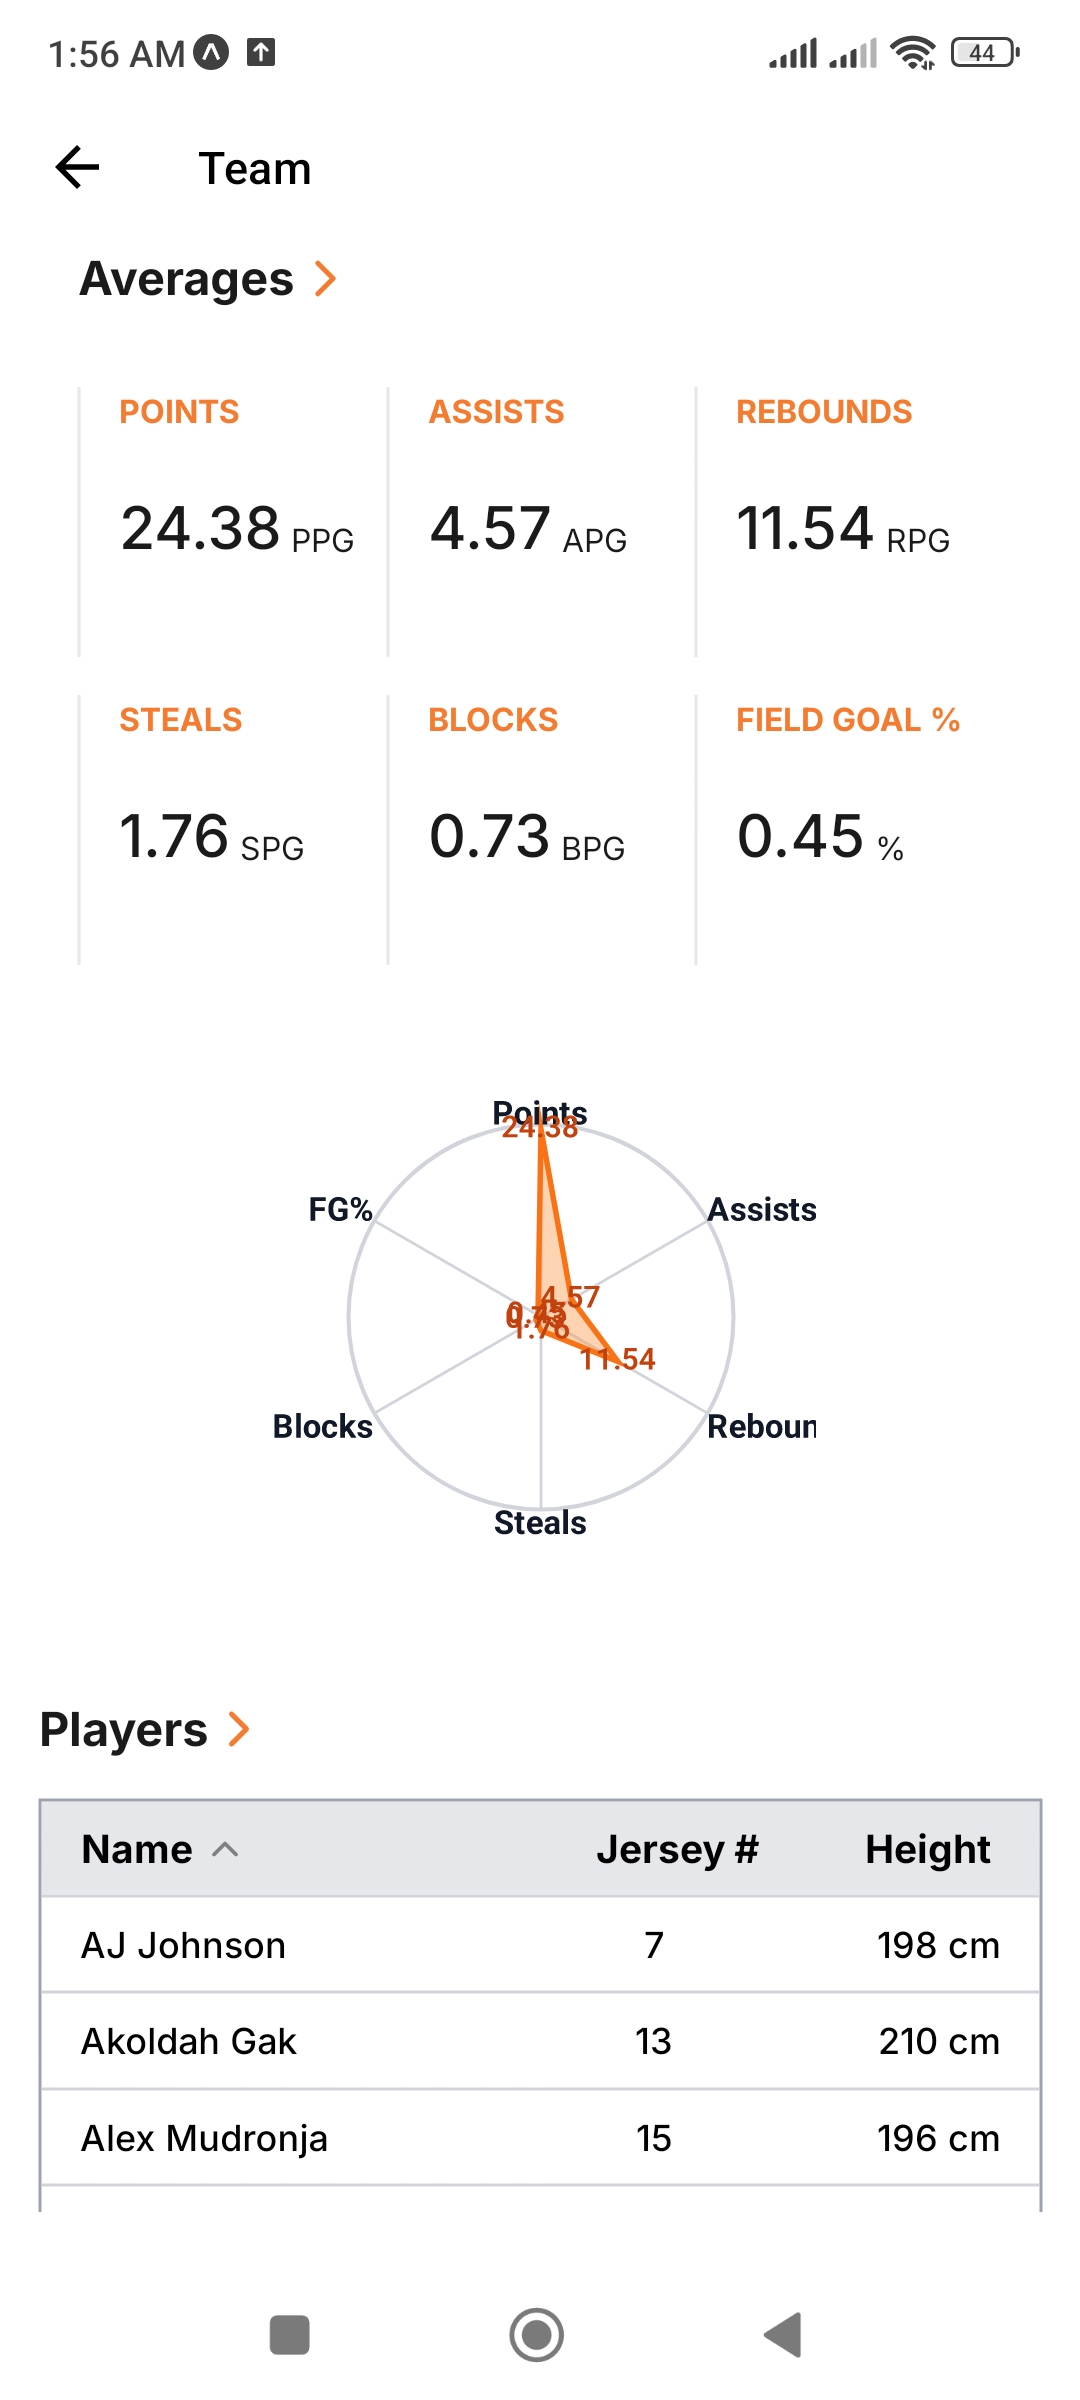 1:56 AM
44
Team
Averages
POINTS ASSISTS REBOUNDS
24.38 PPG 4.57 APG 11.54 RPG
STEALS BLOCKS FIELD GOAL %
1.76 SPG 0.73 BPG 0.45 %
Points
24.38
FG% Assists
4.57
0.45
1.76
11.54
Blocks Reboun
Steals
Players
Name Jersey # Height
AJ Johnson 7 198 cm
Akoldah Gak 13 210 cm
Alex Mudronja 15 196 cm